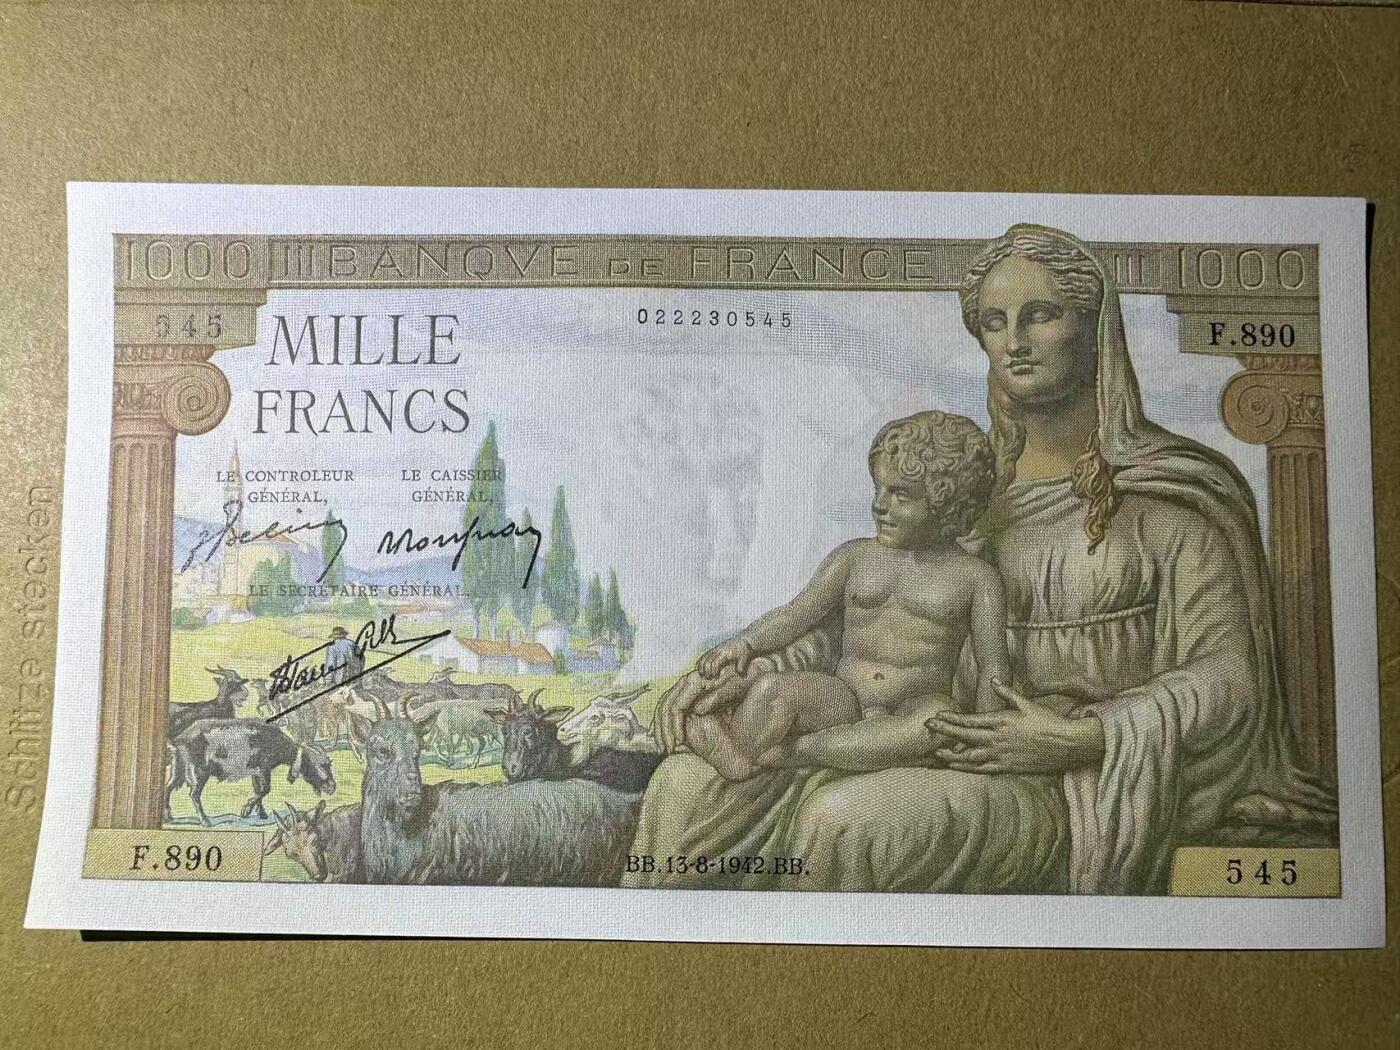 1000 BANQVE DE FRANCE 1000
545
MILLE
FRANCS
022230545
F.890
LE CONTROLEUR
GÉNÉRAL,
LE CAISSIER
GÉNÉRAL,
LE SECRÉTAIRE GÉNÉRAL.
F.890
BB.13-8-1942.BB.
545
Schlitze stecken